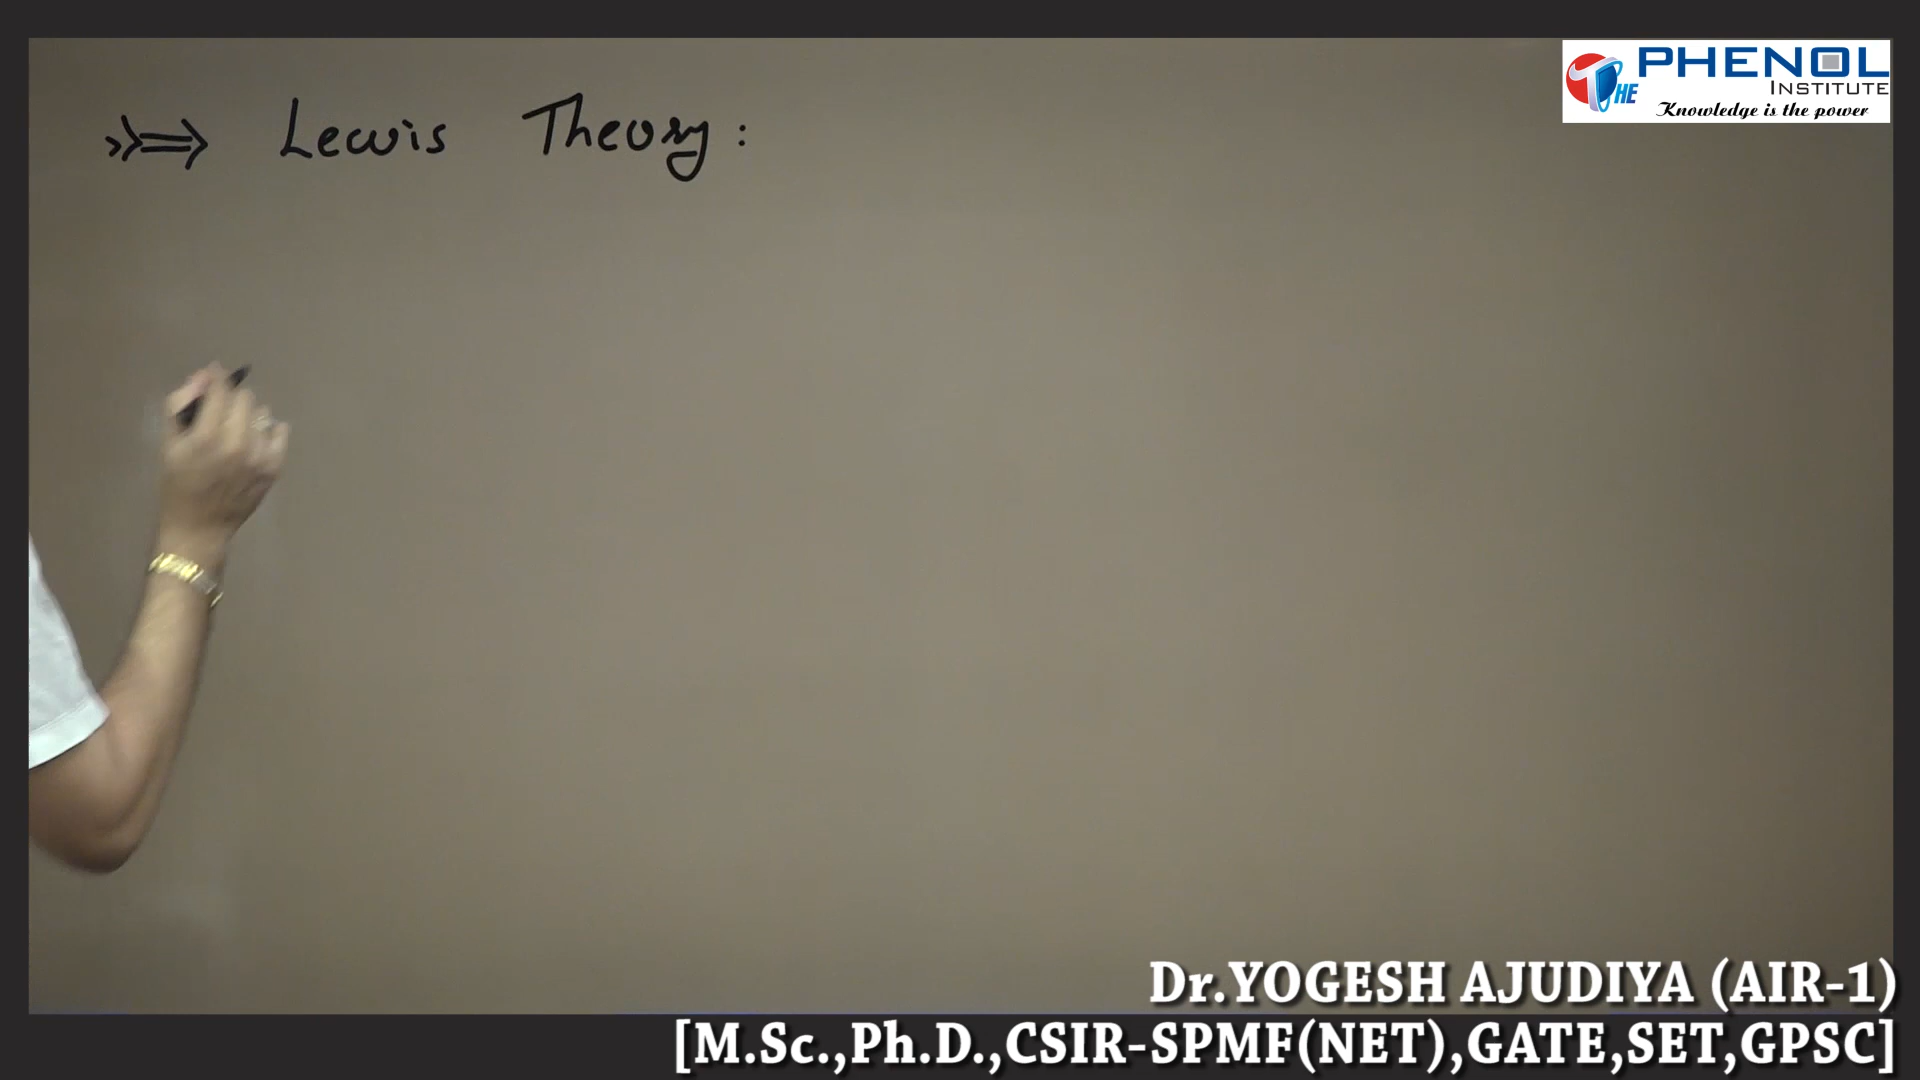 ⇒ Lewis Theory:
THE PHENOL
INSTITUTE
Knowledge is the power
Dr.YOGESH AJUDIYA (AIR-1)
[M.Sc.,Ph.D.,CSIR-SPMF(NET),GATE,SET,GPSC]